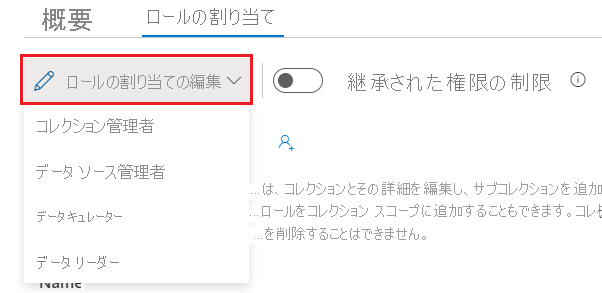 概要
ロールの割り当て
ロールの割り当ての編集
継承された権限の制限
コレクション管理者
データ ソース管理者
...は、コレクションとその詳細を編集し、サブコレクションを追加
データキュレーター
...ロールをコレクション スコープに追加することもできます。コレ
...を削除することはできません。
データリーダー
Name